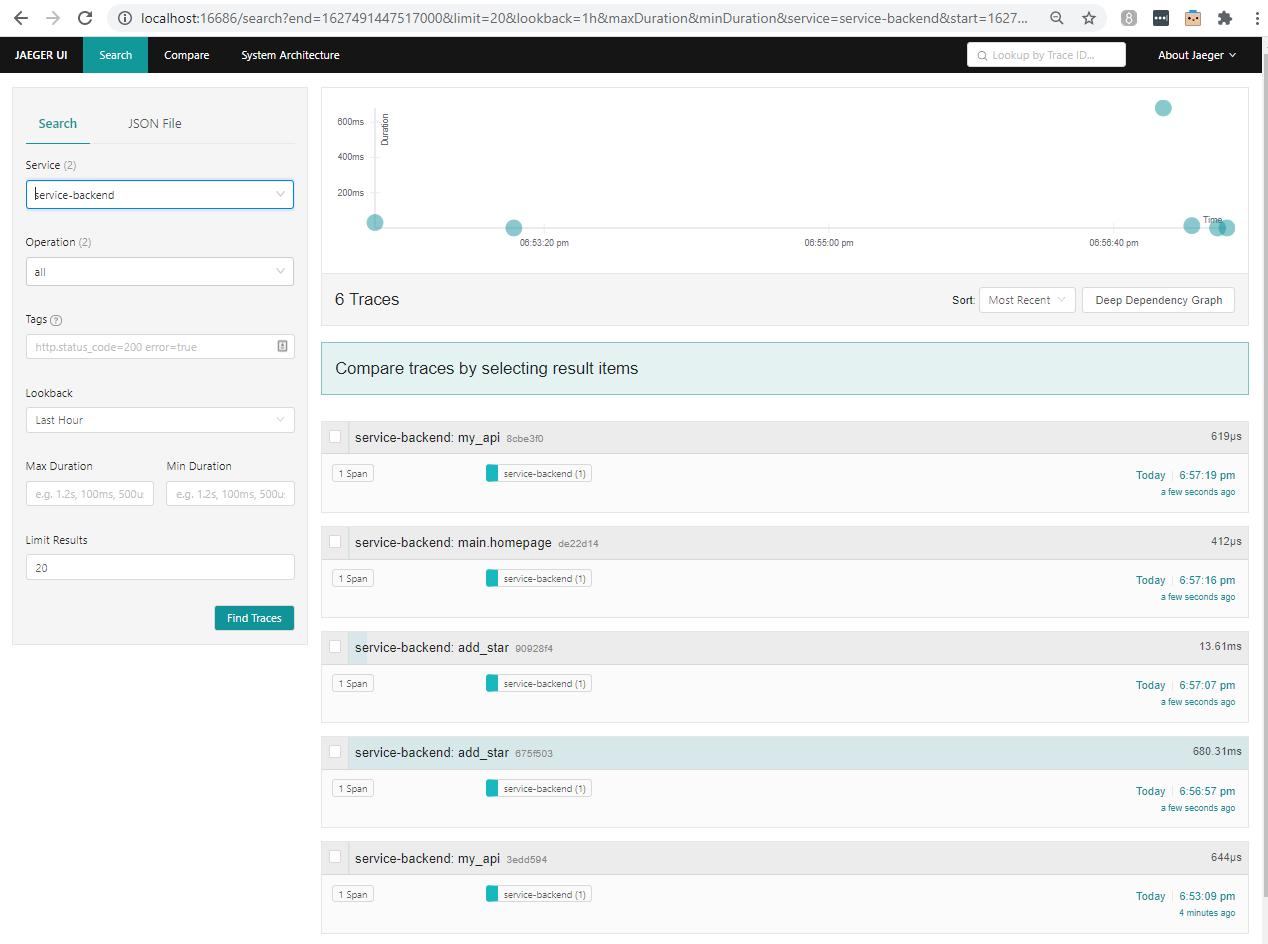 localhost:16686/search?end=1627491447517000&limit=20&lookback=1h&maxDuration&minDuration&service=service-backend&start=1627...
JAEGER UI Search Compare System Architecture Lookup by Trace ID... About Jaeger
Search JSON File
Service (2)
service-backend
Operation (2)
all
Tags ?
http.status_code=200 error=true
Lookback
Last Hour
Max Duration Min Duration
e.g. 1.2s, 100ms, 500us e.g. 1.2s, 100ms, 500us
Limit Results
20
Find Traces
Duration
600ms
400ms
200ms
Time
06:53:20 pm 06:55:00 pm 06:56:40 pm
6 Traces Sort: Most Recent Deep Dependency Graph
Compare traces by selecting result items
service-backend: my_api 8cbe3f0 619μs
1 Span service-backend (1) Today 6:57:19 pm
a few seconds ago
service-backend: main.homepage de22d14 412μs
1 Span service-backend (1) Today 6:57:16 pm
a few seconds ago
service-backend: add_star 90928f4 13.61ms
1 Span service-backend (1) Today 6:57:07 pm
a few seconds ago
service-backend: add_star 675f503 680.31ms
1 Span service-backend (1) Today 6:56:57 pm
a few seconds ago
service-backend: my_api 3edd594 644μs
1 Span service-backend (1) Today 6:53:09 pm
4 minutes ago